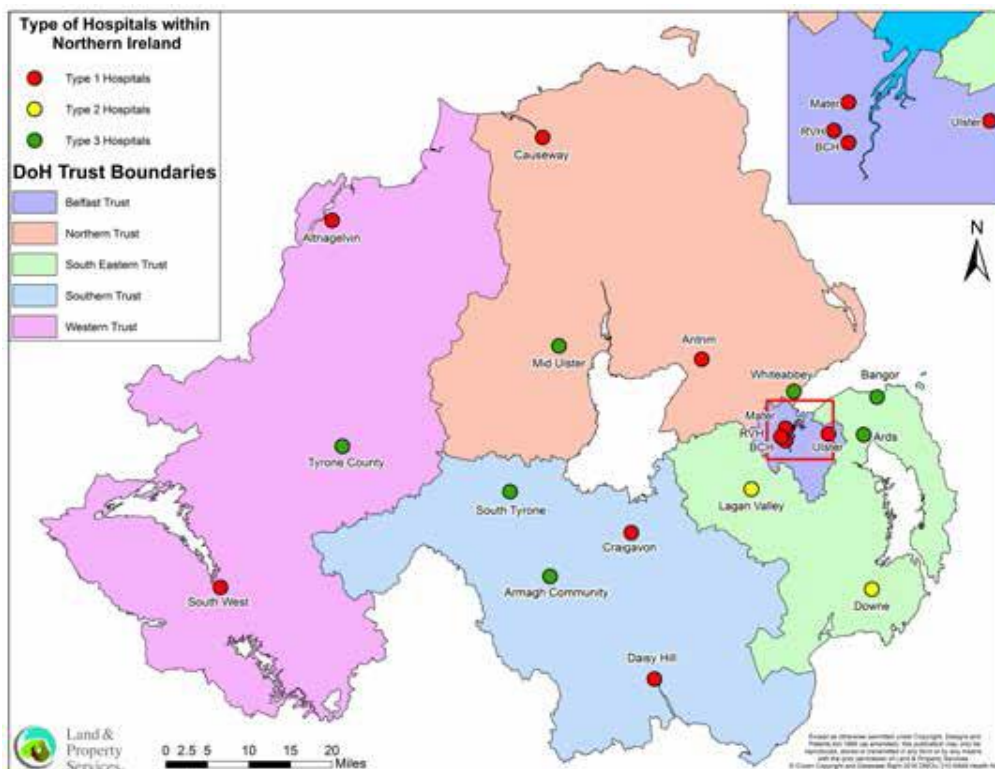 Type of Hospitals within
Northern Ireland
Type 1 Hospitals
Type 2 Hospitals
Type 3 Hospitals
DoH Trust Boundaries
Belfast Trust
Northern Trust
South Eastern Trust
Southern Trust
Western Trust
Mater
RVH
BCH
Ulster
N
Causeway
Altnagelvin
Mid Ulster
Antrim
Whiteabbey
Bangor
Mater
RVH
BCH
Ulster
Ards
Tyrone County
South Tyrone
Lagan Valley
Craigavon
Armagh Community
South West
Downe
Daisy Hill
Land &
Property
Services
0 2.5 5 10 15 20
Miles